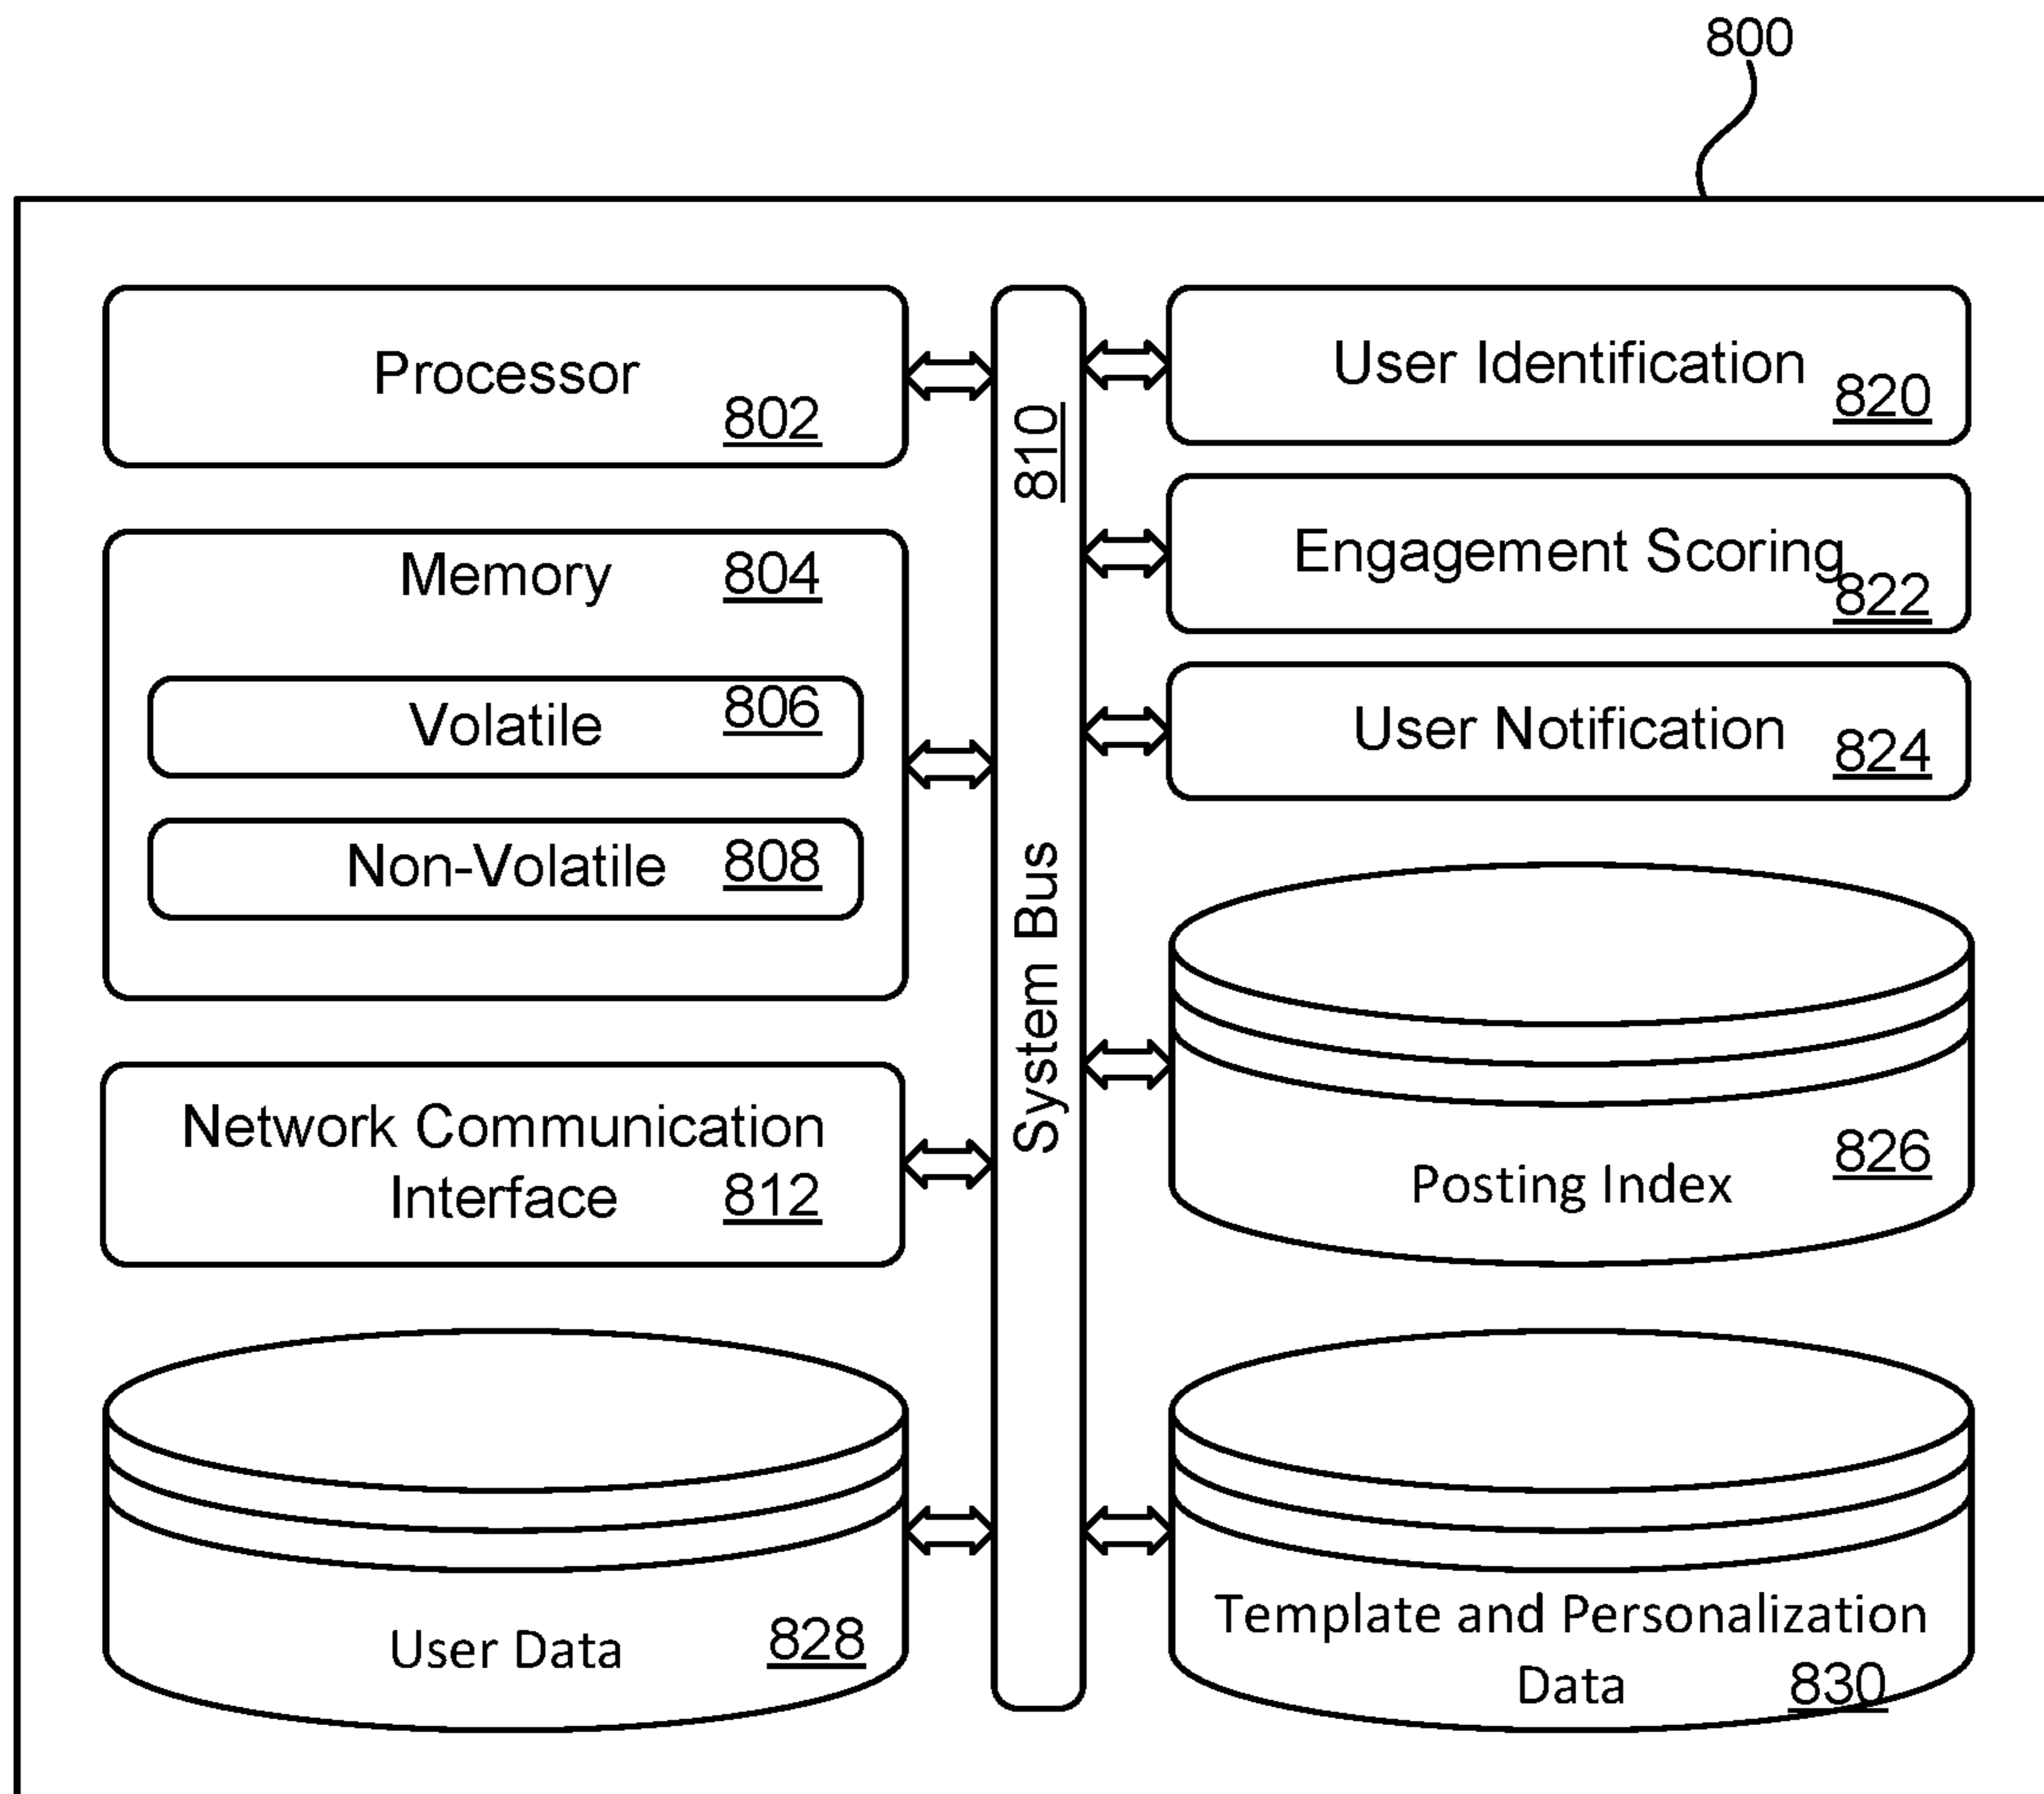 800
Processor
802
Memory 804
Volatile 806
Non-Volatile 808
Network Communication
Interface 812
User Data 828
System Bus 810
User Identification
820
Engagement Scoring
822
User Notification
824
Posting Index 826
Template and Personalization
Data 830